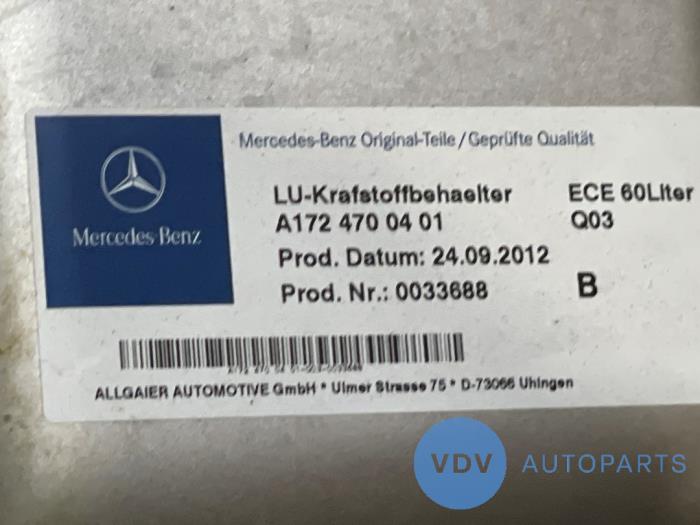 Mercedes-Benz Original-Teile / Geprüfte Qualität
Mercedes-Benz
LU-Krafstoffbehaelter ECE 60Liter
A172 470 04 01 Q03
Prod. Datum: 24.09.2012
Prod. Nr.: 0033688 B
ALLGAIER AUTOMOTIVE GmbH * Ulmer Strasse 75 * D-73066 Uhingen
VDV AUTOPARTS